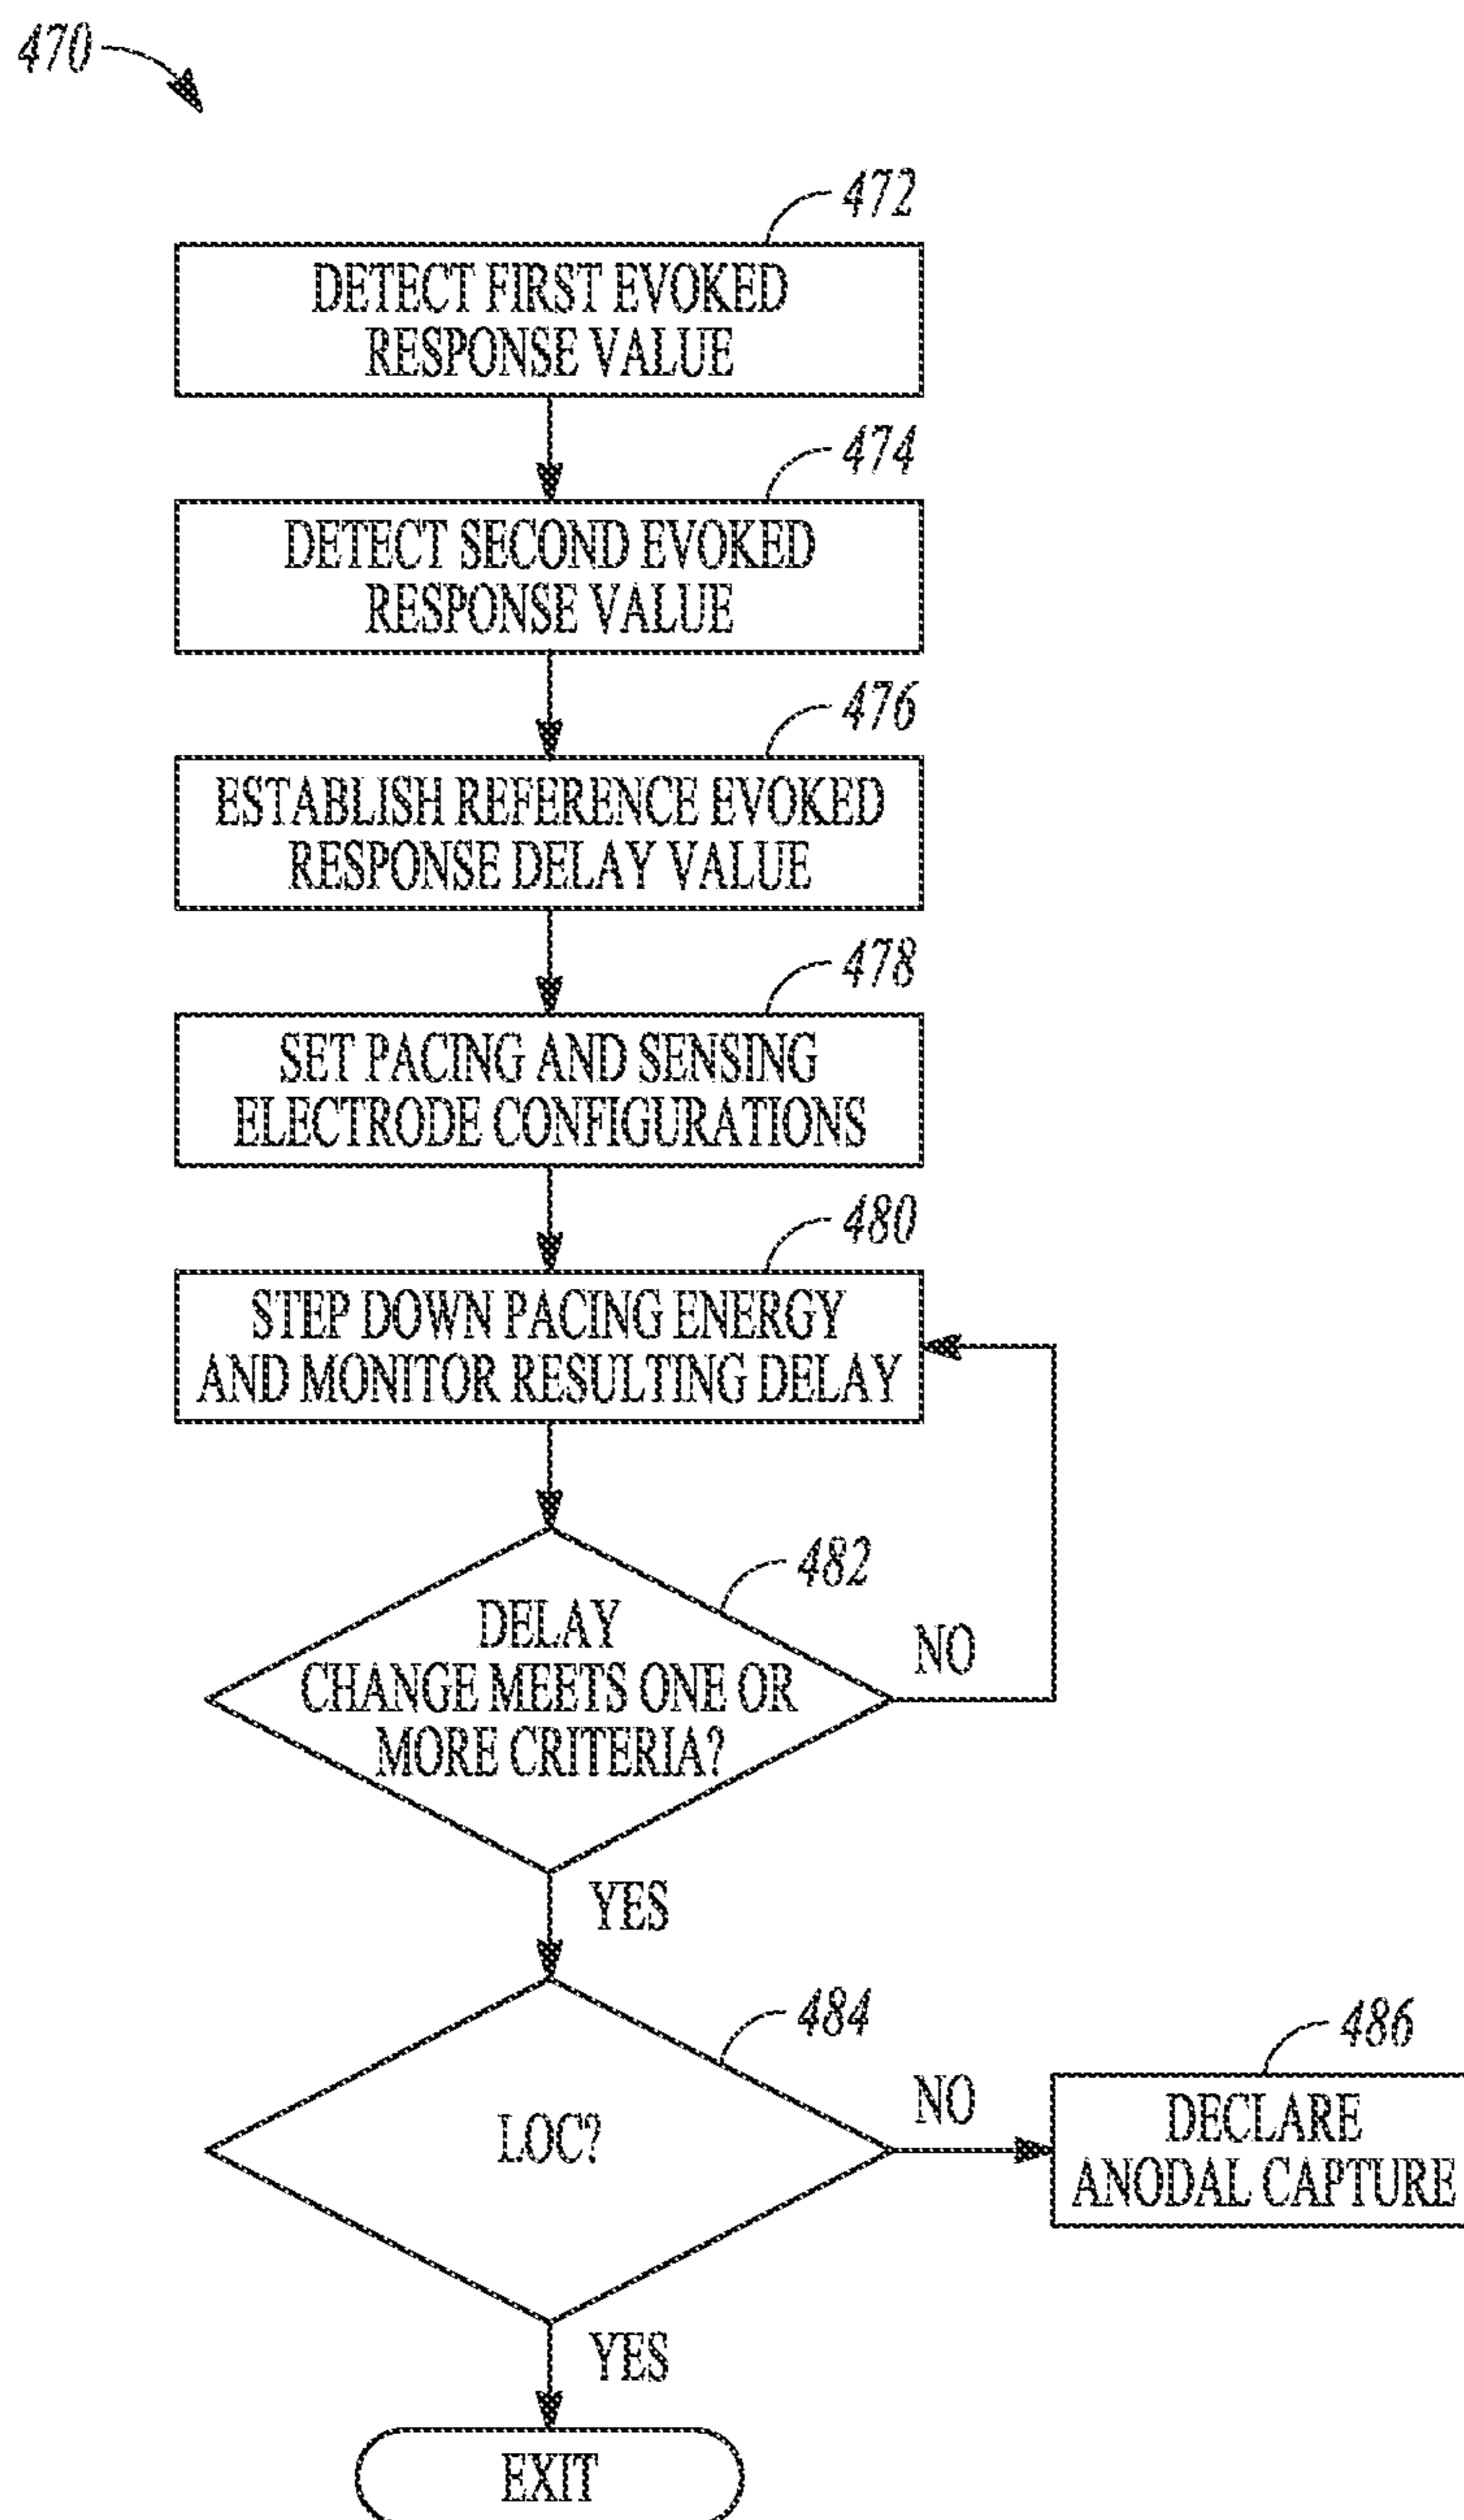 470
472
DETECT FIRST EVOKED
RESPONSE VALUE
474
DETECT SECOND EVOKED
RESPONSE VALUE
476
ESTABLISH REFERENCE EVOKED
RESPONSE DELAY VALUE
478
SET PACING AND SENSING
ELECTRODE CONFIGURATIONS
480
STEP DOWN PACING ENERGY
AND MONITOR RESULTING DELAY
482
DELAY
CHANGE MEETS ONE OR
MORE CRITERIA?
NO
YES
484
LOC?
NO
486
DECLARE
ANODAL CAPTURE
YES
EXIT